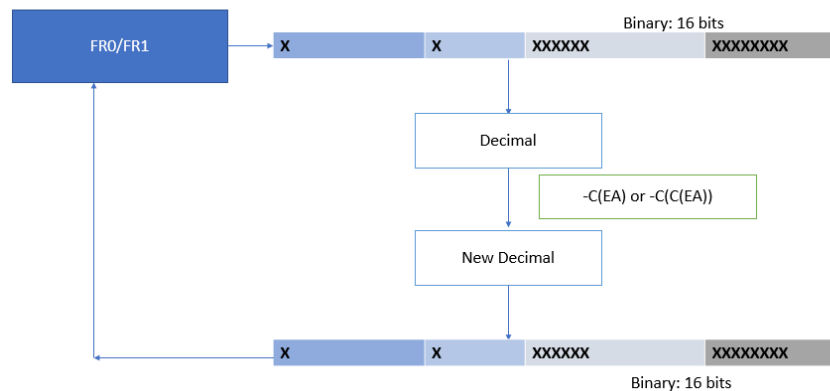 Binary: 16 bits
FR0/FR1
X X XXXXXX XXXXXXXX
Decimal
-C(EA) or -C(C(EA))
New Decimal
X X XXXXXX XXXXXXXX
Binary: 16 bits